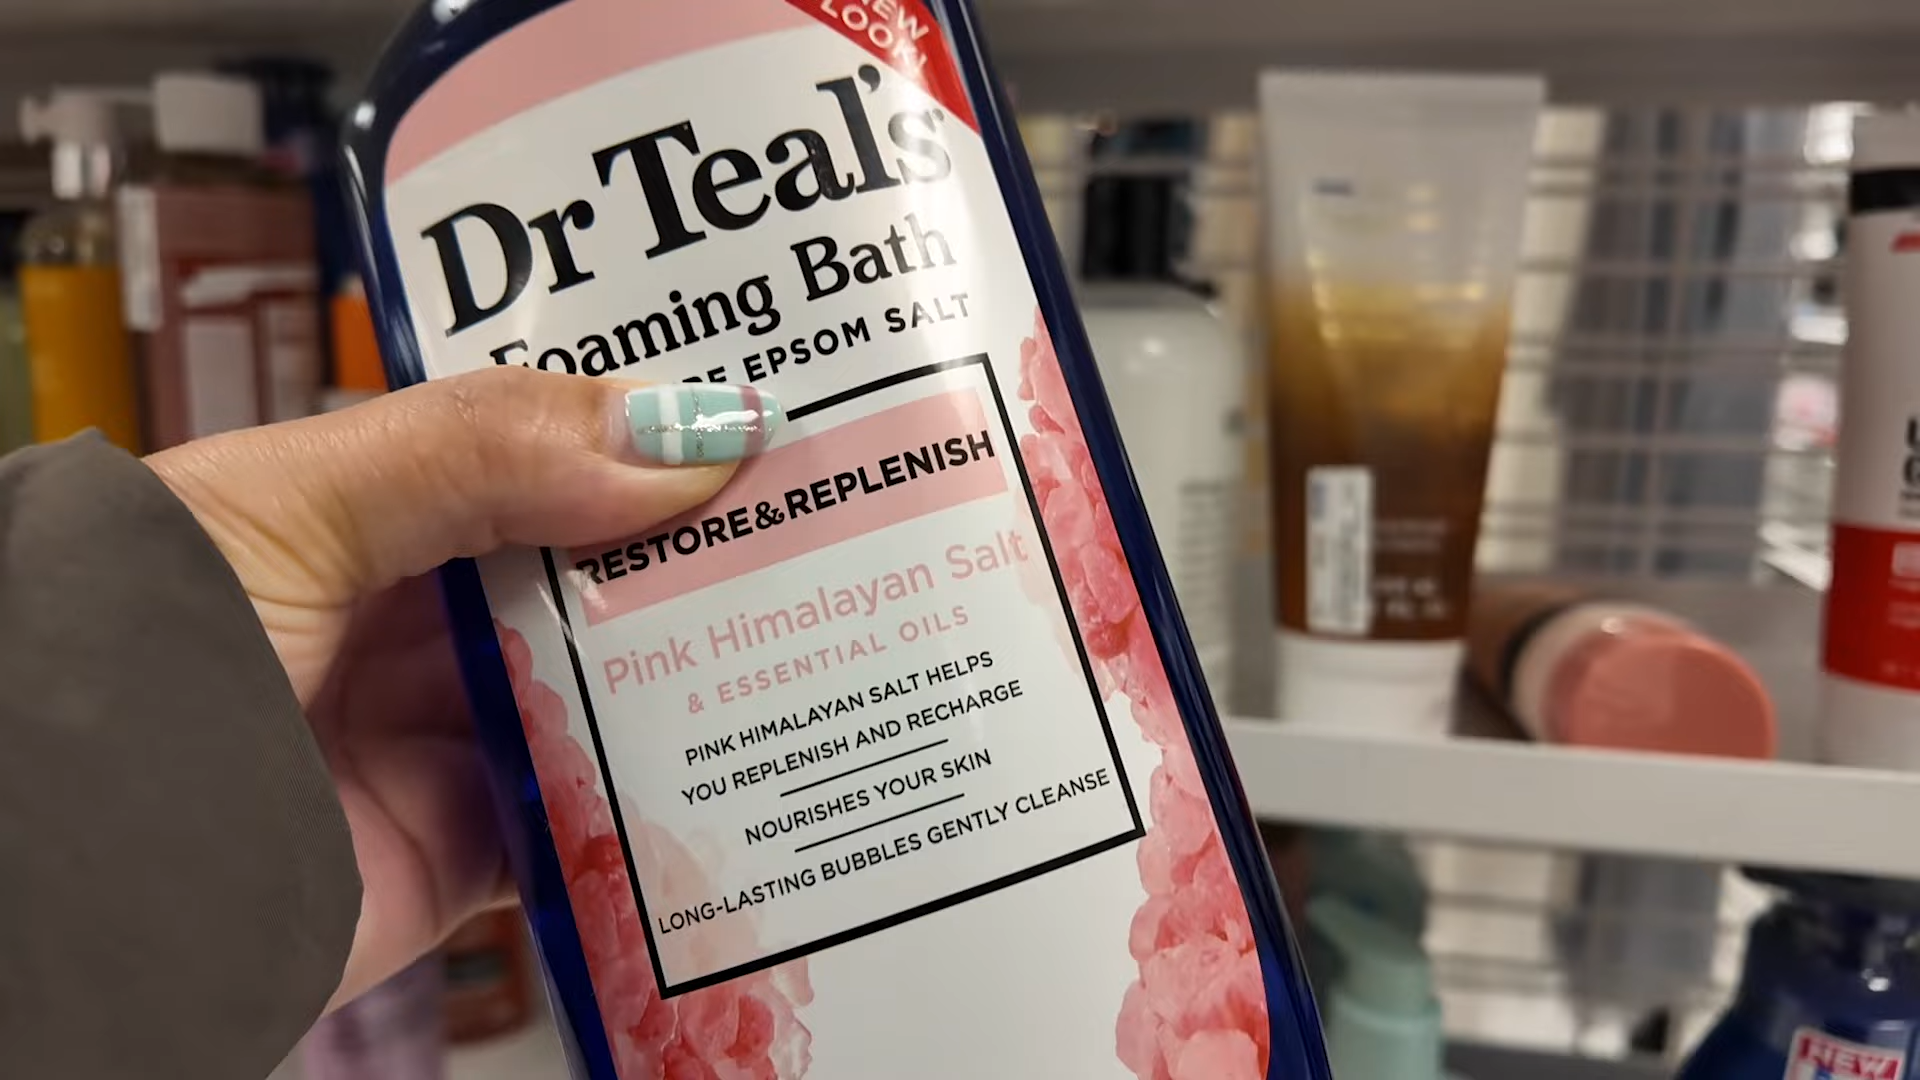 NEW
LOOK!
Dr Teal's
Foaming Bath
EPSOM SALT
RESTORE&REPLENISH
Pink Himalayan Salt
& ESSENTIAL OILS
PINK HIMALAYAN SALT HELPS
YOU REPLENISH AND RECHARGE
NOURISHES YOUR SKIN
LONG-LASTING BUBBLES GENTLY CLEANSE
NEW